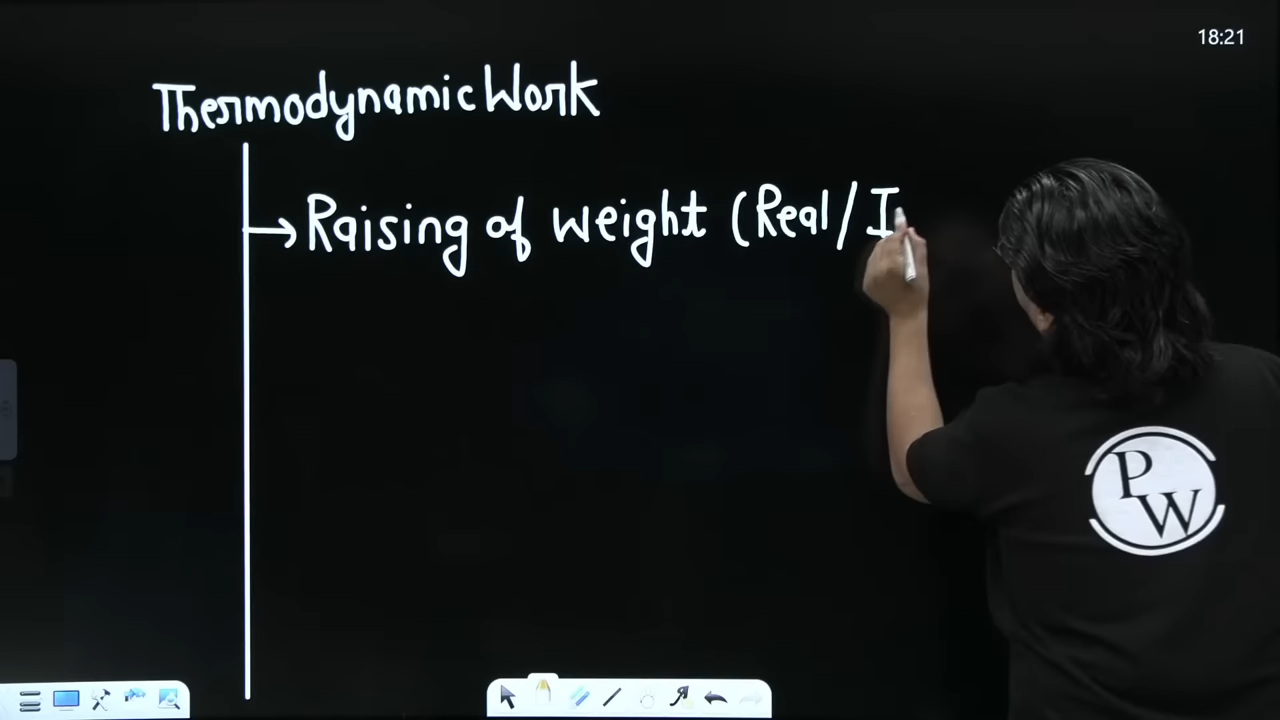 18:21
Thermodynamic Work
→ Raising of weight (Real/I
PW